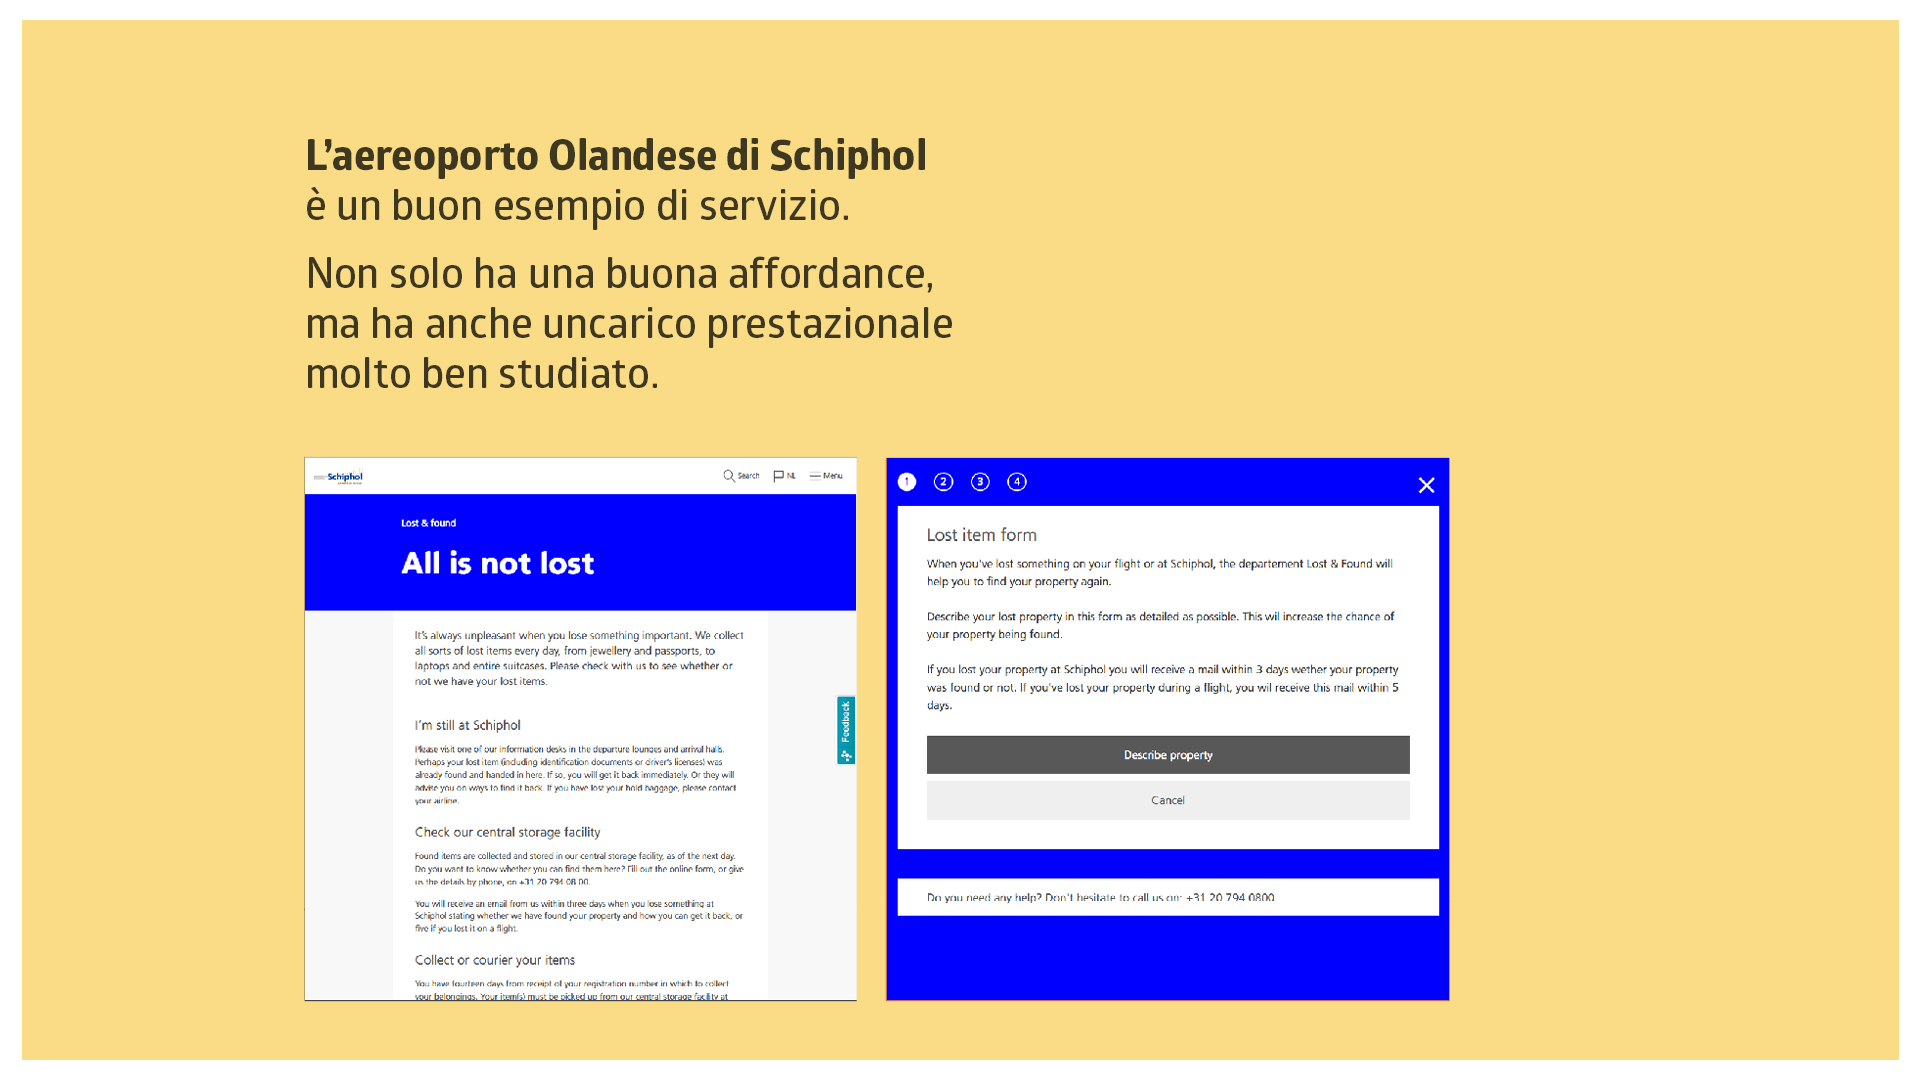 L’aereoporto Olandese di Schiphol
è un buon esempio di servizio.
Non solo ha una buona affordance,
ma ha anche uncarico prestazionale
molto ben studiato.
Schiphol
Search
NL
Menu
Lost & found
All is not lost
It's always unpleasant when you lose something important. We collect
all sorts of lost items every day, from jewellery and passports, to
laptops and entire suitcases. Please check with us to see whether or
not we have your lost items.
Feedback
I'm still at Schiphol
Please visit one of our information desks in the departure lounges and arrival halls.
Perhaps your lost item (including identification documents or driver's licenses) was
already found and handed in here. If so, you will get it back immediately. Or they will
advise you on ways to find it back. If you have lost your hold baggage, please contact
your airline.
Check our central storage facility
Found items are collected and stored in our central storage facility, as of the next day.
Do you want to know whether you can find them here? Fill out the online form, or give
us the details by phone, on +31 20 794 08 00.
You will receive an email from us within three days when you lose something at
Schiphol stating whether we have found your property and how you can get it back, or
five if you lost it on a flight.
Collect or courier your items
You have fourteen days from receipt of your registration number in which to collect
your belongings. Your item(s) must be picked up from our central storage facility at
1 2 3 4
Lost item form
When you've lost something on your flight or at Schiphol, the departement Lost & Found will
help you to find your property again.
Describe your lost property in this form as detailed as possible. This wil increase the chance of
your property being found.
If you lost your property at Schiphol you will receive a mail within 3 days wether your property
was found or not. If you've lost your property during a flight, you wil receive this mail within 5
days.
Describe property
Cancel
Do you need any help? Don't hesitate to call us on: +31 20 794 0800